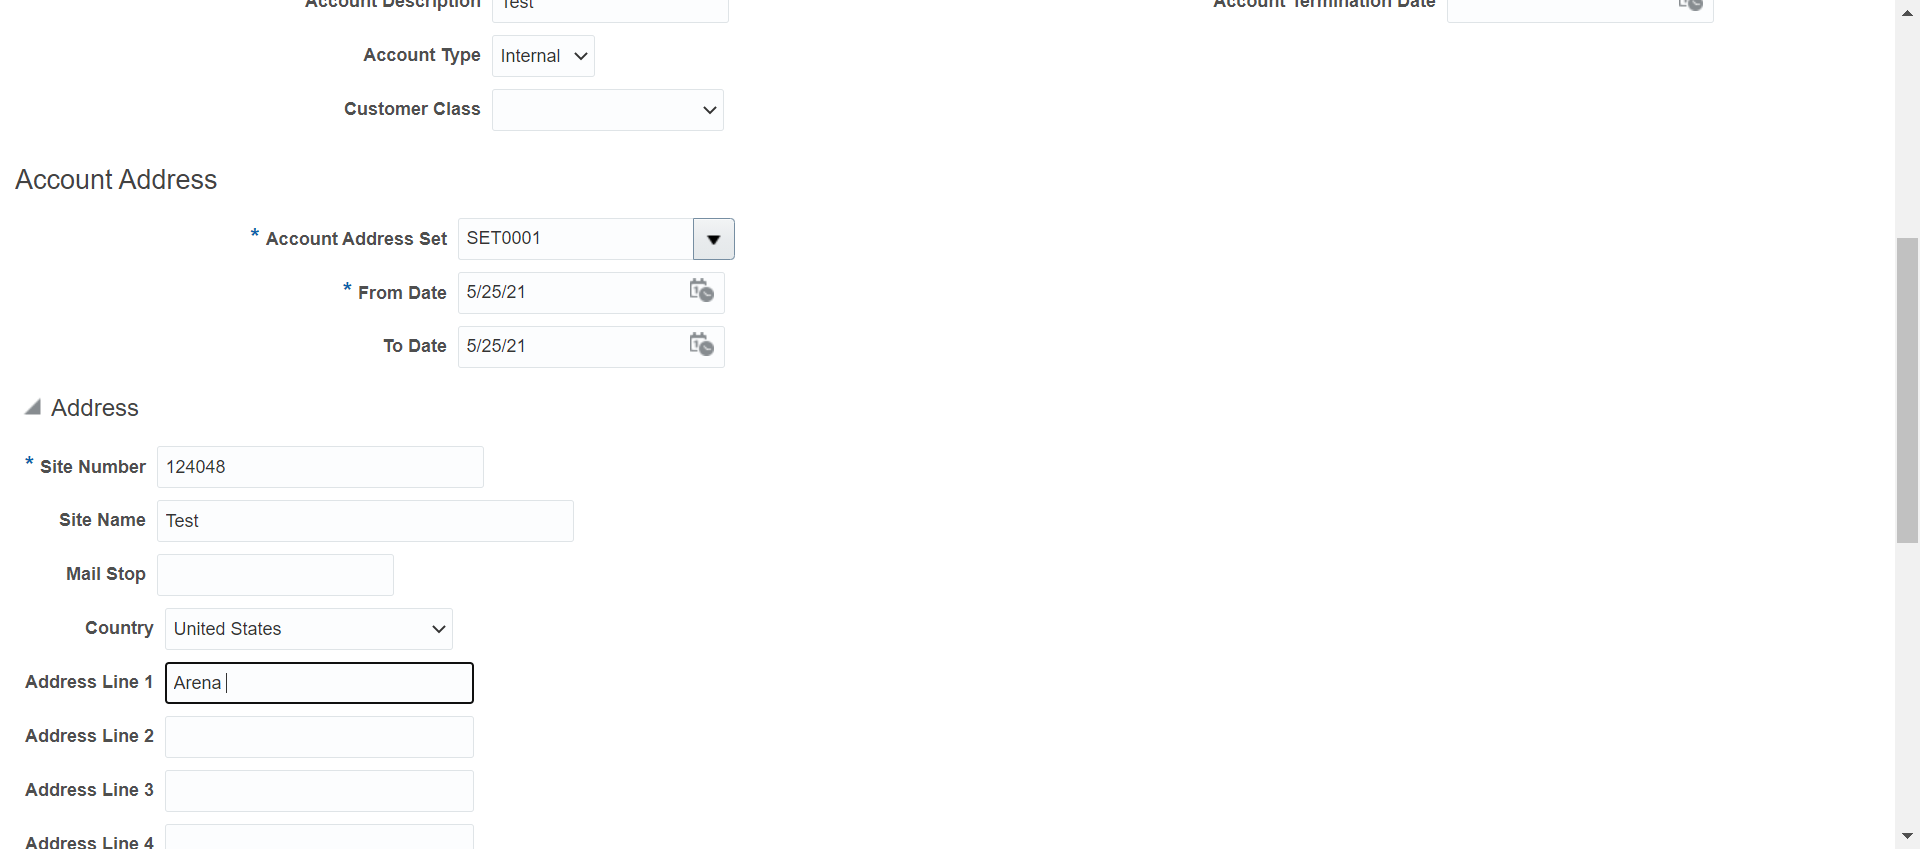 Account Description Test Account Termination Date
Account Type Internal
Customer Class
Account Address
* Account Address Set SET0001
* From Date 5/25/21
To Date 5/25/21
Address
* Site Number 124048
Site Name Test
Mail Stop
Country United States
Address Line 1 Arena
Address Line 2
Address Line 3
Address Line 4